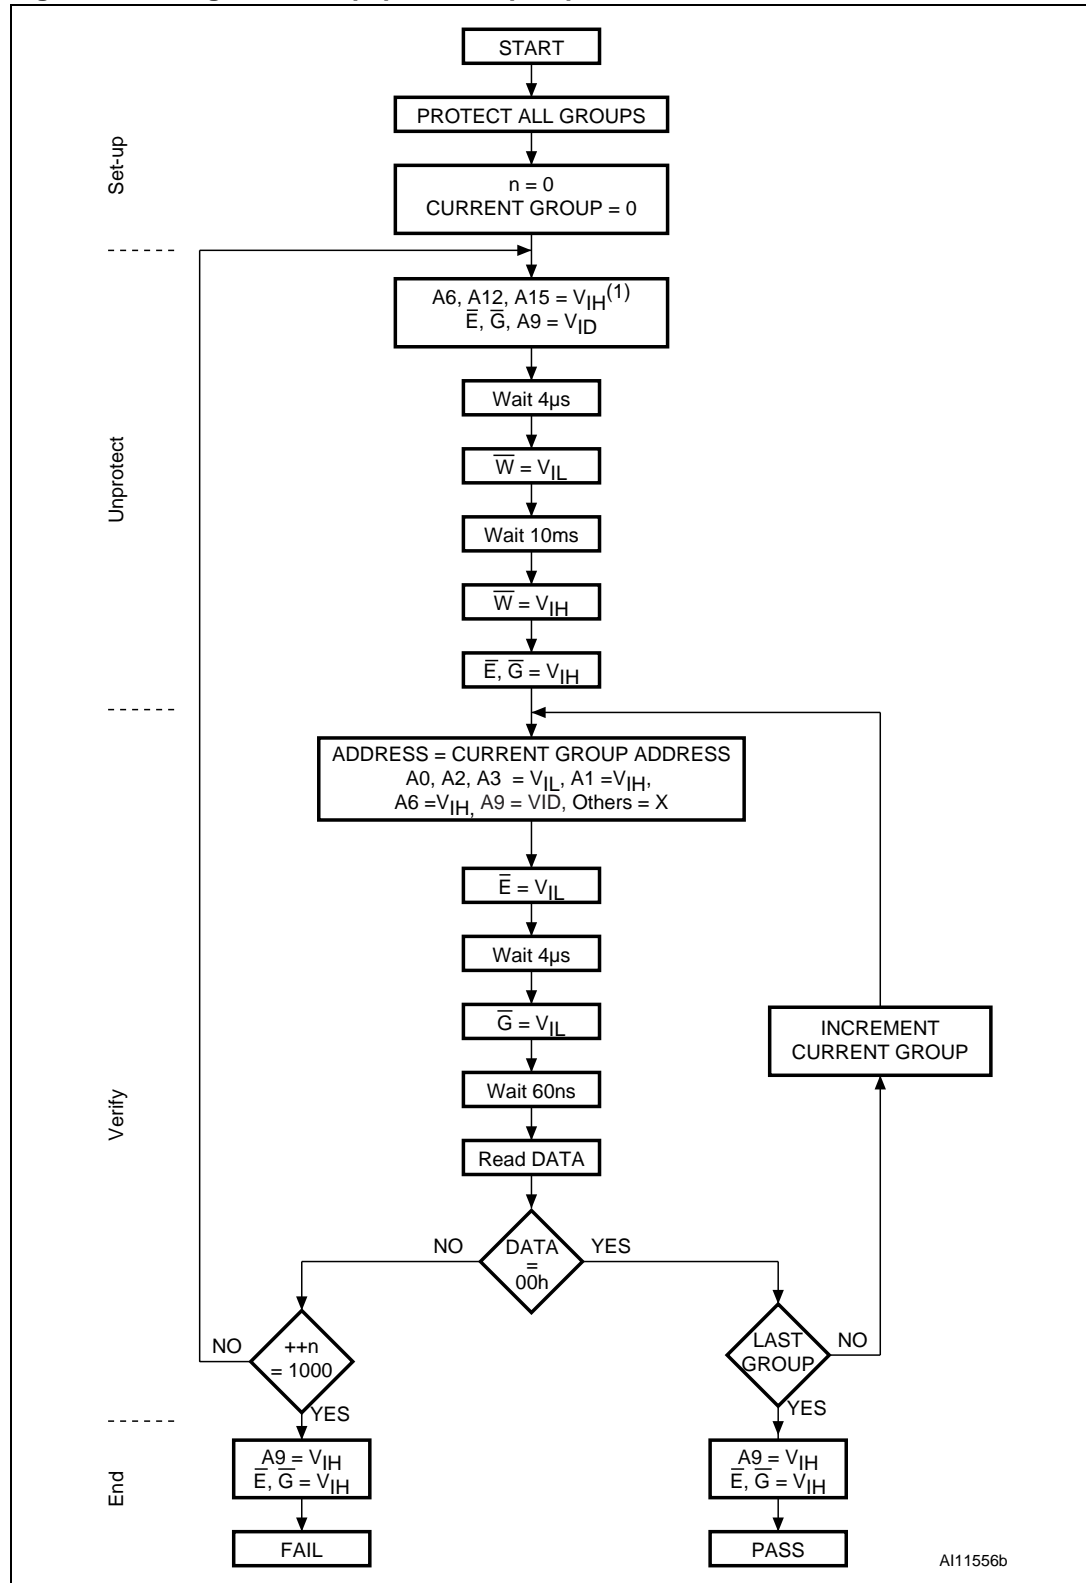 START
PROTECT ALL GROUPS
Set-up
n = 0
CURRENT GROUP = 0
A6, A12, A15 = VIH(1)
E̅, G̅, A9 = VID
Wait 4µs
Unprotect
W̅ = VIL
Wait 10ms
W̅ = VIH
E̅, G̅ = VIH
ADDRESS = CURRENT GROUP ADDRESS
A0, A2, A3 = VIL, A1 =VIH,
A6 =VIH, A9 = VID, Others = X
E̅ = VIL
Wait 4µs
G̅ = VIL
INCREMENT
CURRENT GROUP
Wait 60ns
Verify
Read DATA
NO
DATA
=
00h
YES
NO
++n
= 1000
YES
LAST
GROUP
NO
YES
End
A9 = VIH
E̅, G̅ = VIH
A9 = VIH
E̅, G̅ = VIH
FAIL
PASS
AI11556b